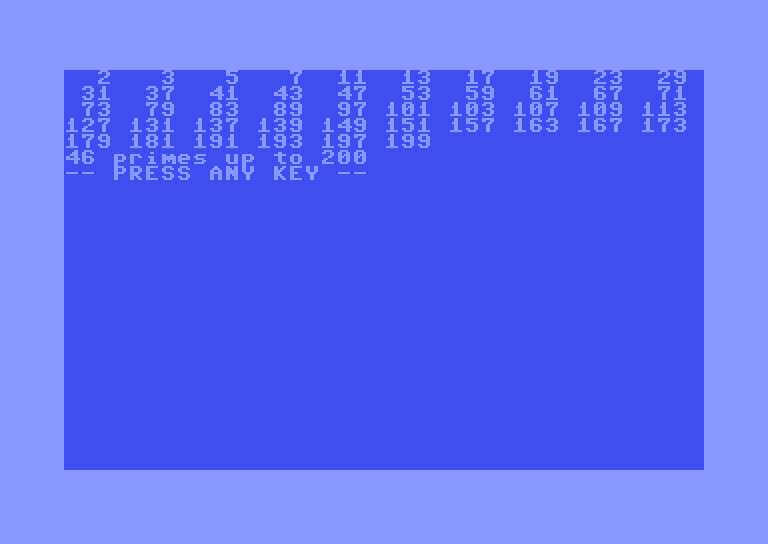 2 3 5 7 11 13 17 19 23 29
31 37 41 43 47 53 59 61 67 71
73 79 83 89 97 101 103 107 109 113
127 131 137 139 149 151 157 163 167 173
179 181 191 193 197 199
46 primes up to 200
-- PRESS ANY KEY --